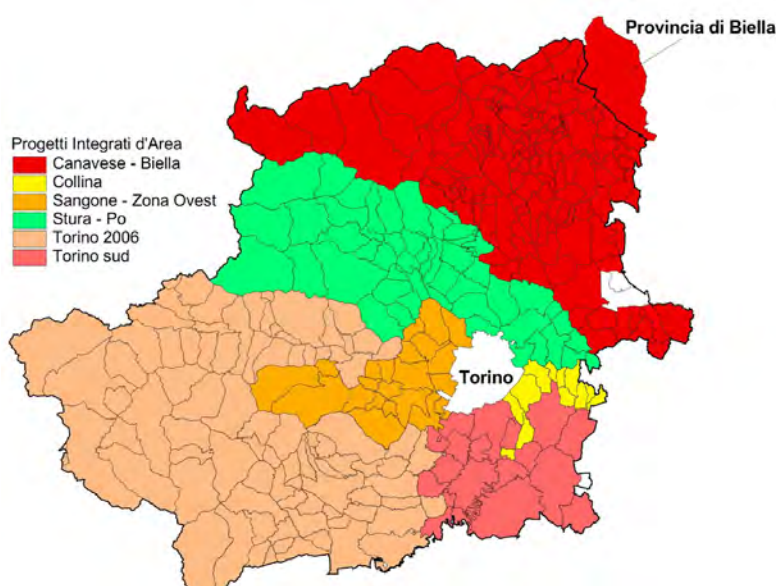 Provincia di Biella
Progetti Integrati d'Area
Canavese - Biella
Collina
Sangone - Zona Ovest
Stura - Po
Torino 2006
Torino sud
Torino